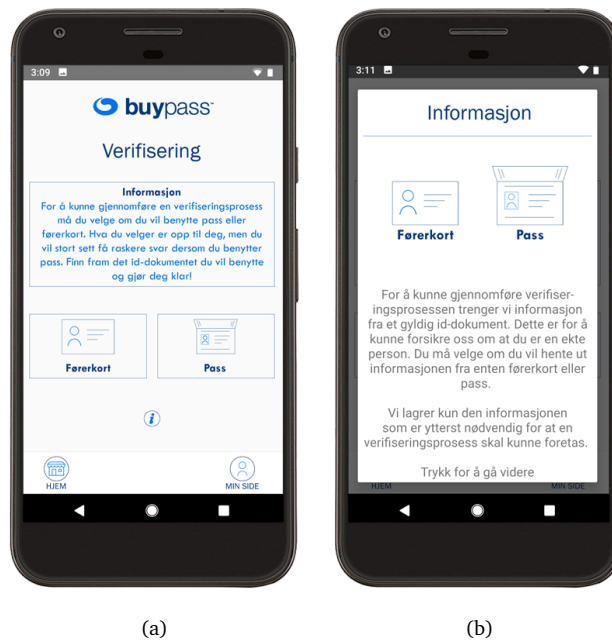 3:09
buypass
Verifisering
Informasjon
For å kunne gjennomføre en verifiseringsprosess
må du velge om du vil benytte pass eller
førerkort. Hva du velger er opp til deg, men du
vil stort sett få raskere svar dersom du benytter
pass. Finn fram det id-dokumentet du vil benytte
og gjør deg klar!
Førerkort
Pass
i
HJEM
MIN SIDE
(a)
3:11
Informasjon
Førerkort
Pass
For å kunne gjennomføre verifiser-
ingsprosessen trenger vi informasjon
fra et gyldig id-dokument. Dette er for å
kunne forsikre oss om at du er en ekte
person. Du må velge om du vil hente ut
informasjonen fra enten førerkort eller
pass.
Vi lagrer kun den informasjonen
som er ytterst nødvendig for at en
verifiseringsprosess skal kunne foretas.
Trykk for å gå videre
HJEM
MIN SIDE
(b)